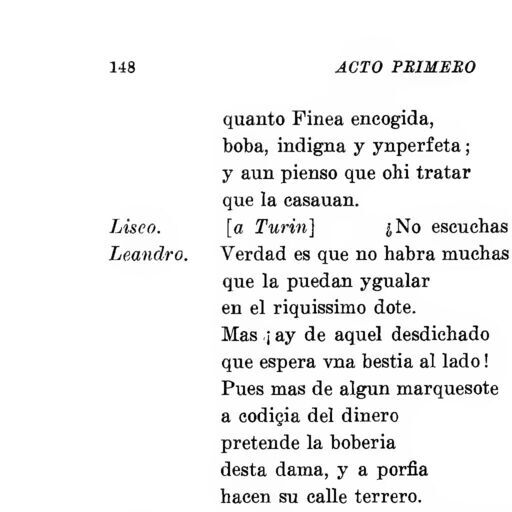 148 ACTO PRIMERO
quanto Finea encogida,
boba, indigna y ynperfeta;
y aun pienso que ohi tratar
que la casauan.
Liseo. [a Turin] ¿No escuchas
Leandro. Verdad es que no habra muchas
que la puedan ygualar
en el riquissimo dote.
Mas ¡ay de aquel desdichado
que espera vna bestia al lado!
Pues mas de algun marquesote
a codiçia del dinero
pretende la boberia
desta dama, y a porfia
hacen su calle terrero.